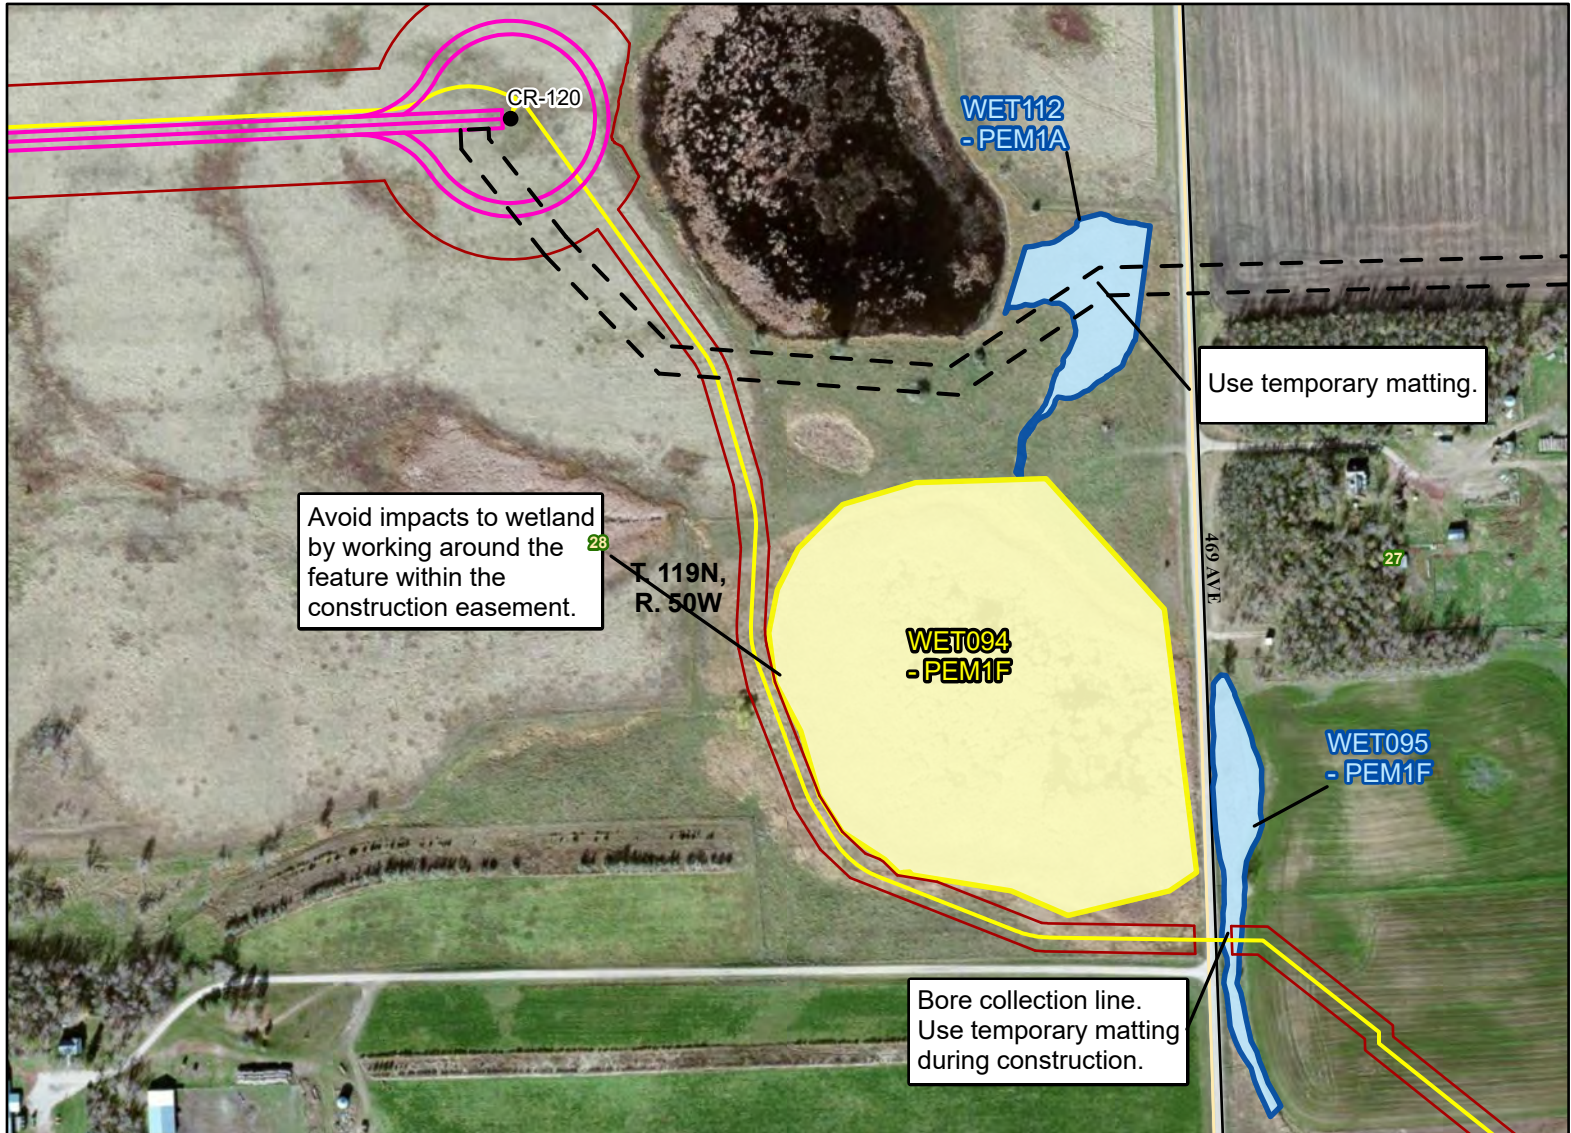 CR-120
WET112
- PEM1A
Use temporary matting.
Avoid impacts to wetland
by working around the
feature within the
construction easement.
28
T. 119N,
R. 50W
469 AVE
27
WET094
- PEM1F
WET095
- PEM1F
Bore collection line.
Use temporary matting
during construction.